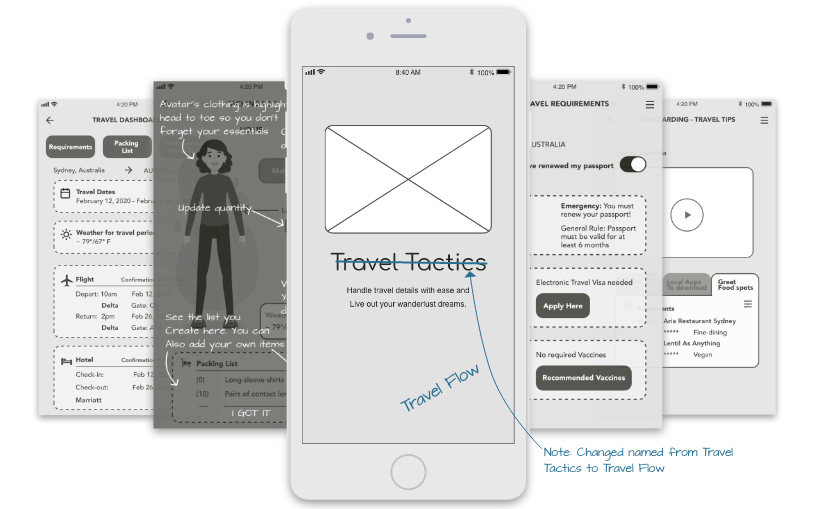 4:20 PM
TRAVEL DASHBOA
Requirements
Packing
List
Sydney, Australia
Travel Dates
February 12, 2020 - Februa
Weather for travel period
~ 79°/67° F
Flight
Confirmation
Depart: 10am Feb 12,
Delta Gate: C
Return: 2pm Feb 26,
Delta Gate: A
Hotel
Confirmation
Check-in: Feb 12
Check-out: Feb 26,
Marriott
4:20 PM
Avatar's clothing is highligh
head to toe so you don't
forget your essentials
Update quantity
See the list you
Create here. You can
Also add your own items
79°/
Packing List
(0) Long-sleeve shirts
(10) Pairs of contact len
I GOT IT
8:40 AM
100%
Travel Tactics
Handle travel details with ease and
Live out your wanderlust dreams.
Travel Flow
Note: Changed named from Travel
Tactics to Travel Flow
4:20 PM
100%
AVEL REQUIREMENTS
USTRALIA
ve renewed my passport
Emergency: You must
renew your passport!
General Rule: Passport
must be valid for at
least 6 months
Electronic Travel Visa needed
Apply Here
No required Vaccines
Recommended Vaccines
4:20 PM
100%
ARDING - TRAVEL TIPS
Local Apps
To download
Great
Food spots
Aria Restaurant Sydney
***** Fine-dining
Lentil As Anything
***** Vegan